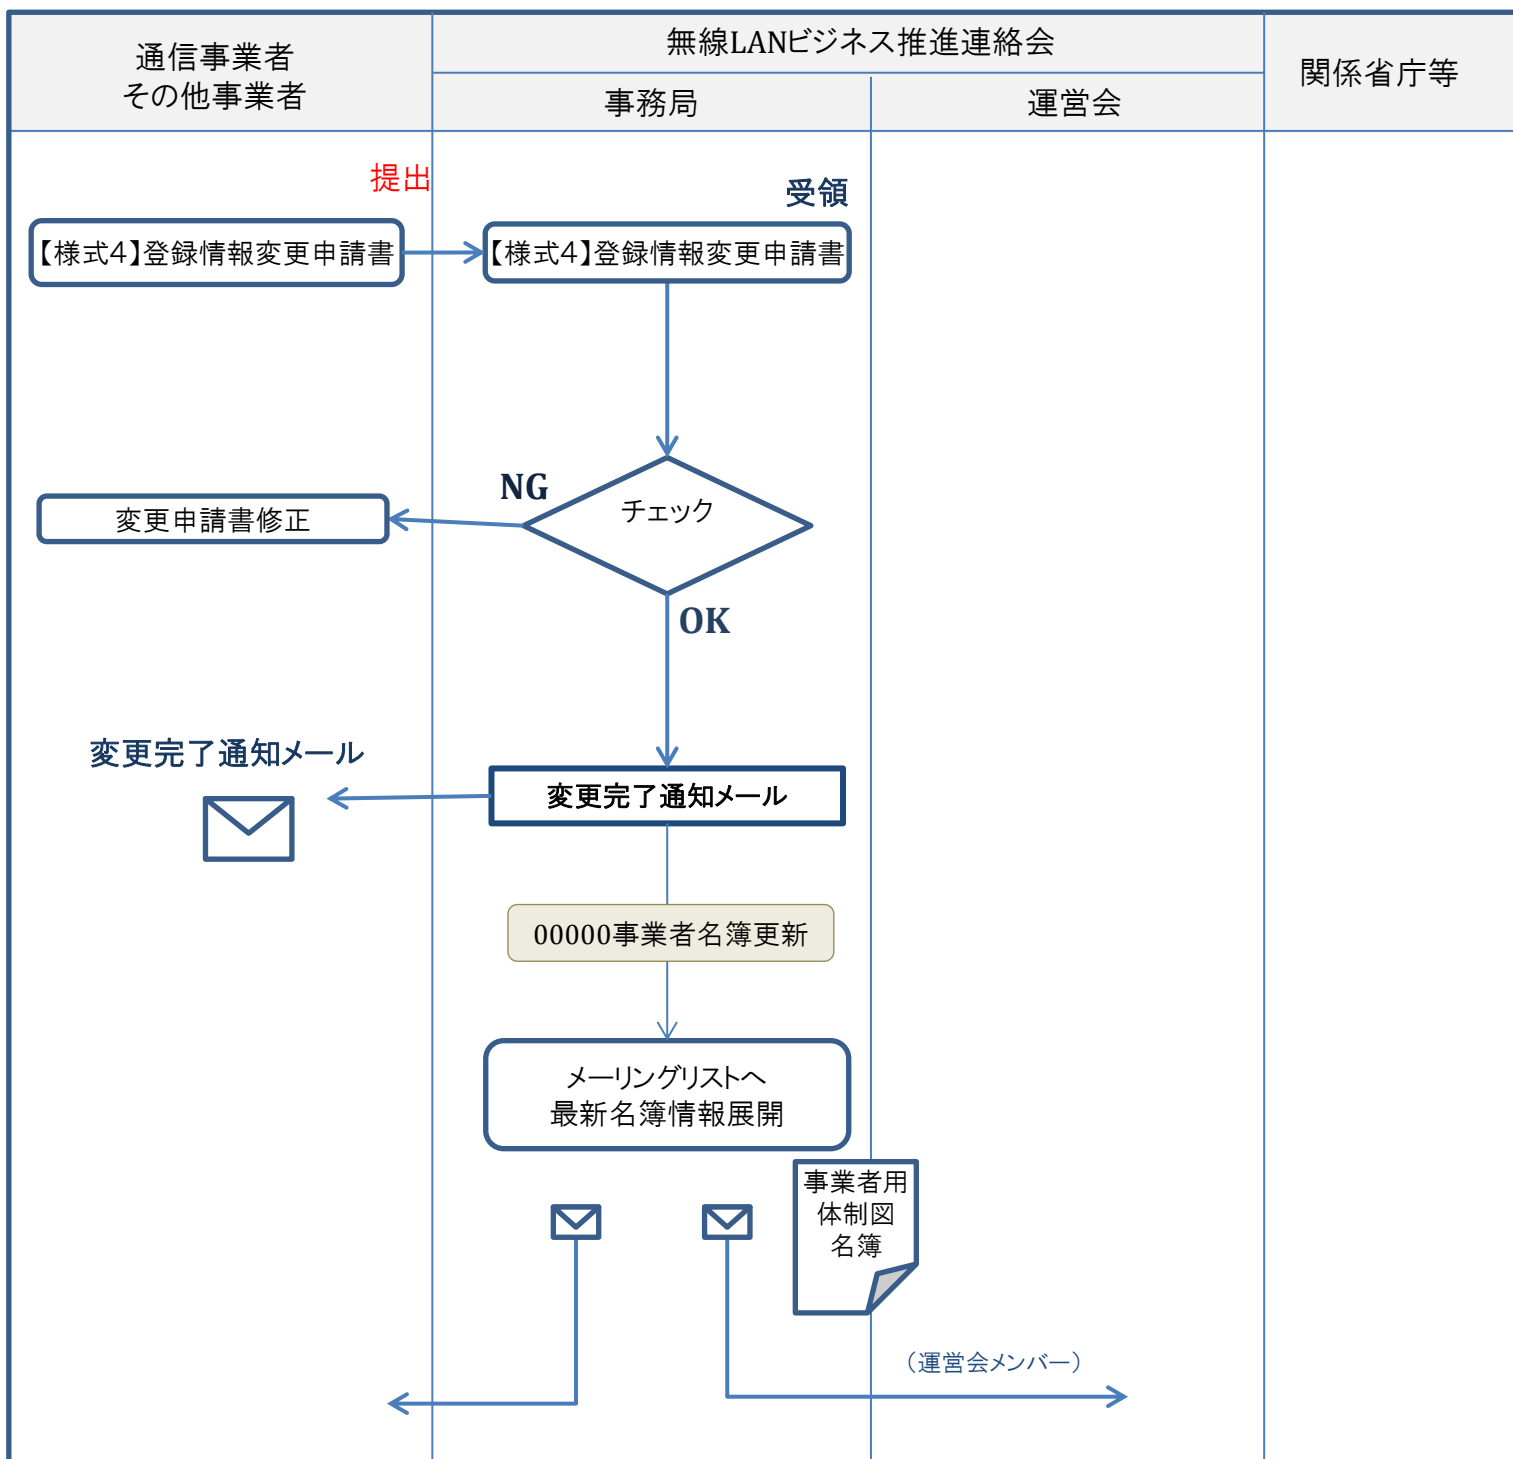 通信事業者
その他事業者
無線LANビジネス推進連絡会
事務局
運営会
関係省庁等
提出
受領
【様式4】登録情報変更申請書
【様式4】登録情報変更申請書
NG
チェック
変更申請書修正
OK
変更完了通知メール
変更完了通知メール
00000事業者名簿更新
メーリングリストへ
最新名簿情報展開
事業者用
体制図
名簿
（運営会メンバー）